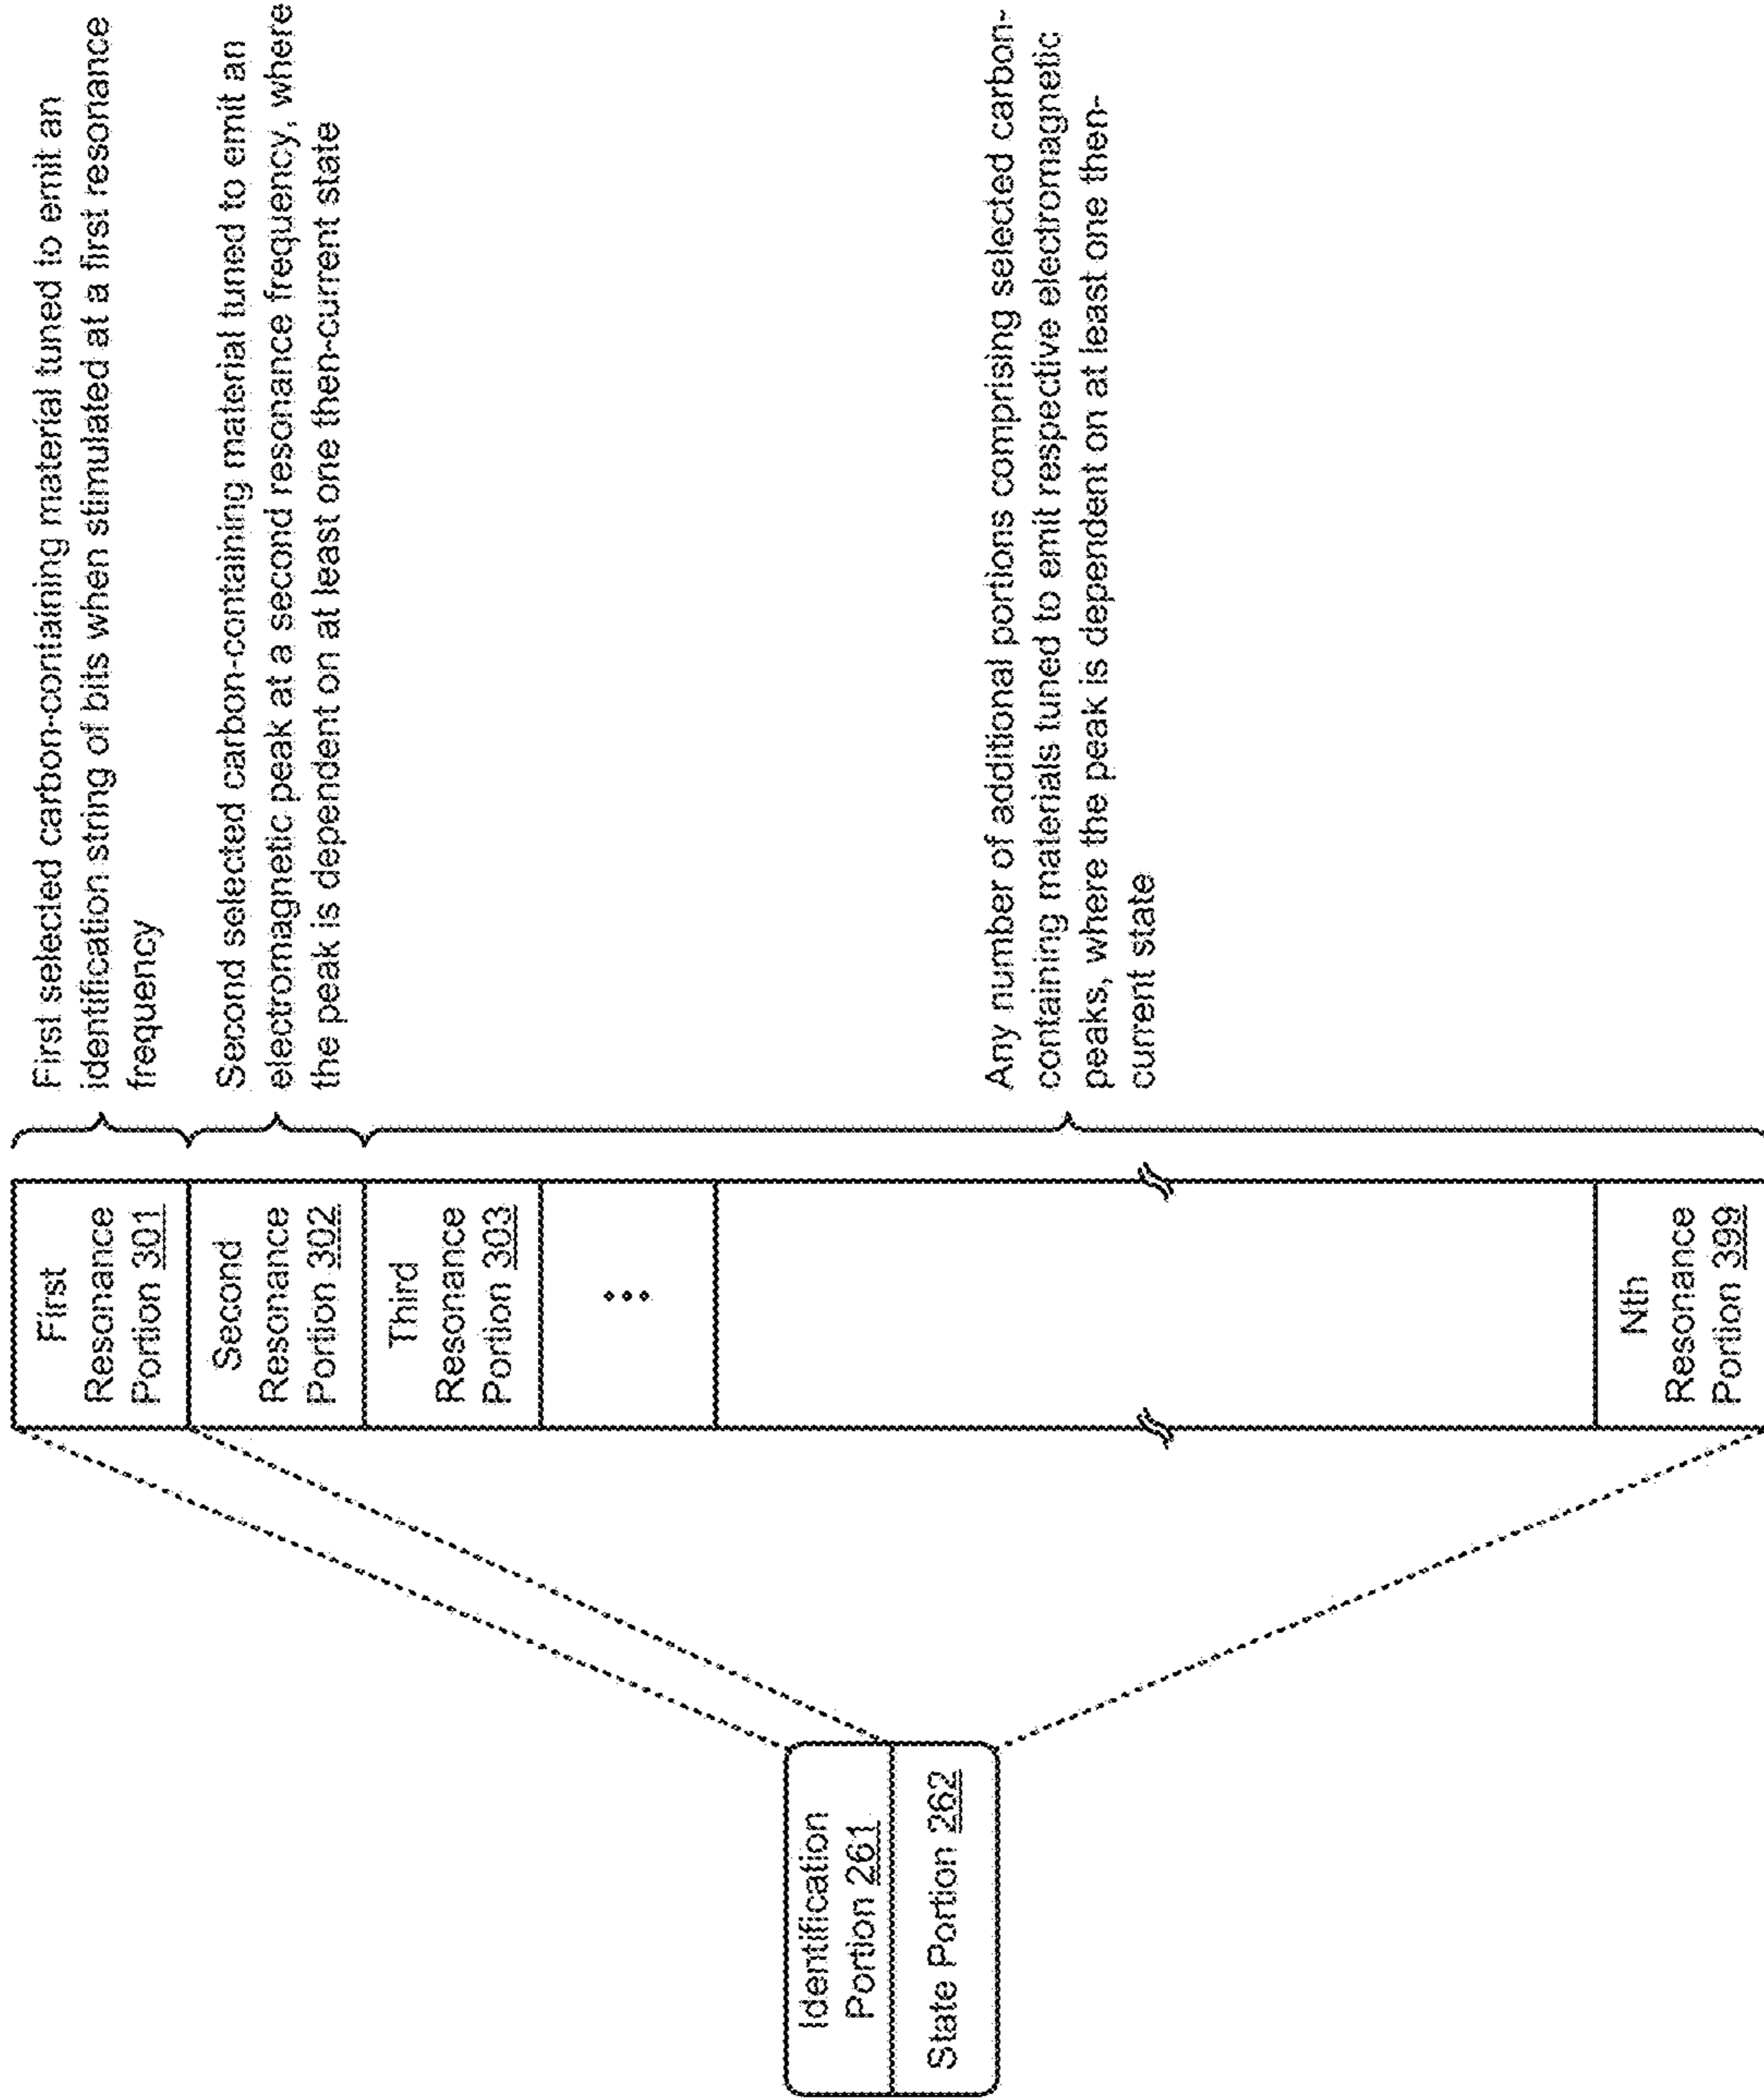 Identification
Portion 261
State Portion 262
First
Resonance
Portion 301
Second
Resonance
Portion 302
Third
Resonance
Portion 303
Nth
Resonance
Portion 399
First selected carbon-containing material tuned to emit an
identification string of bits when stimulated at a first resonance
frequency
Second selected carbon-containing material tuned to emit an
electromagnetic peak at a second resonance frequency, where
the peak is dependent on at least one then-current state
Any number of additional portions comprising selected carbon-
containing materials tuned to emit respective electromagnetic
peaks, where the peak is dependent on at least one then-
current state